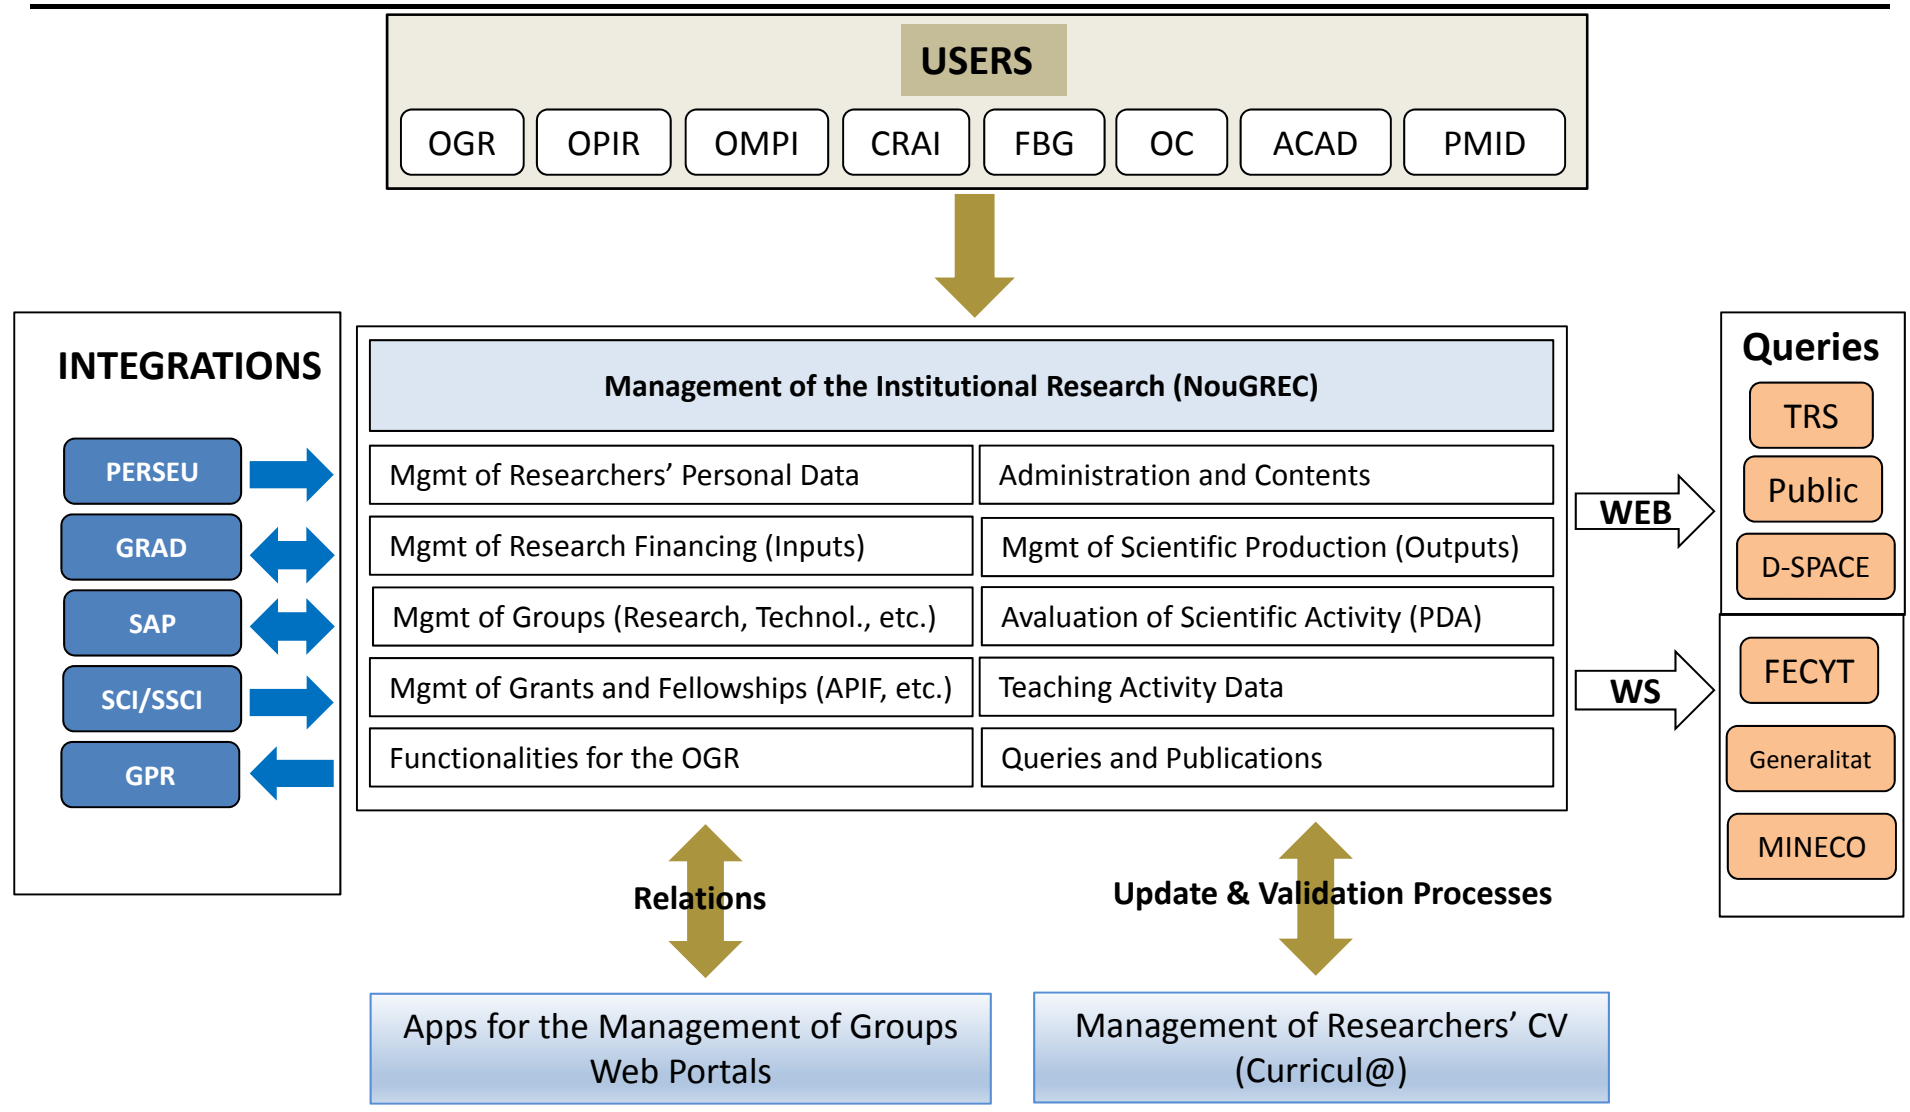 USERS
OGR
OPIR
OMPI
CRAI
FBG
OC
ACAD
PMID
INTEGRATIONS
PERSEU
GRAD
SAP
SCI/SSCI
GPR
Management of the Institutional Research (NouGREC)
Mgmt of Researchers’ Personal Data
Administration and Contents
Mgmt of Research Financing (Inputs)
Mgmt of Scientific Production (Outputs)
Mgmt of Groups (Research, Technol., etc.)
Avaluation of Scientific Activity (PDA)
Mgmt of Grants and Fellowships (APIF, etc.)
Teaching Activity Data
Functionalities for the OGR
Queries and Publications
WEB
WS
Queries
TRS
Public
D-SPACE
FECYT
Generalitat
MINECO
Relations
Update & Validation Processes
Apps for the Management of Groups
Web Portals
Management of Researchers’ CV
(Curricul@)